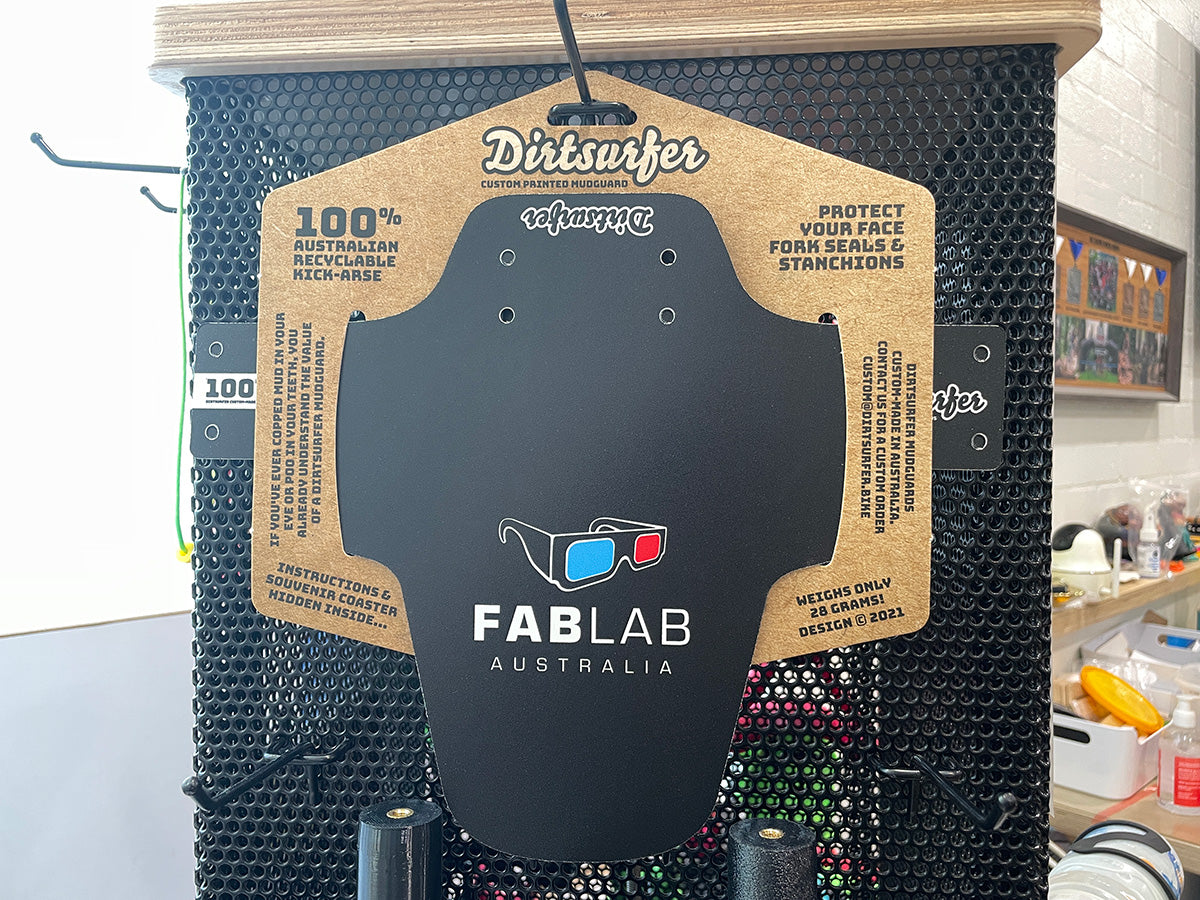 Dirtsurfer
CUSTOM PRINTED MUDGUARD
100%
AUSTRALIAN
RECYCLABLE
KICK-ARSE
Dirtsurfer
PROTECT
YOUR FACE
FORK SEALS &
STANCHIONS
IF YOU'VE EVER COPPED MUD IN YOUR
EYE OR POO IN YOUR TEETH, YOU
ALREADY UNDERSTAND THE VALUE
OF A DIRTSURFER MUDGUARD.
DIRTSURFER MUDGUARDS
CUSTOM-MADE IN AUSTRALIA.
CONTACT US FOR A CUSTOM ORDER
CUSTOM@DIRTSURFER.BIKE
100
rfer
INSTRUCTIONS &
SOUVENIR COASTER
HIDDEN INSIDE...
WEIGHS ONLY
28 GRAMS!
DESIGN © 2021
FABLAB
AUSTRALIA